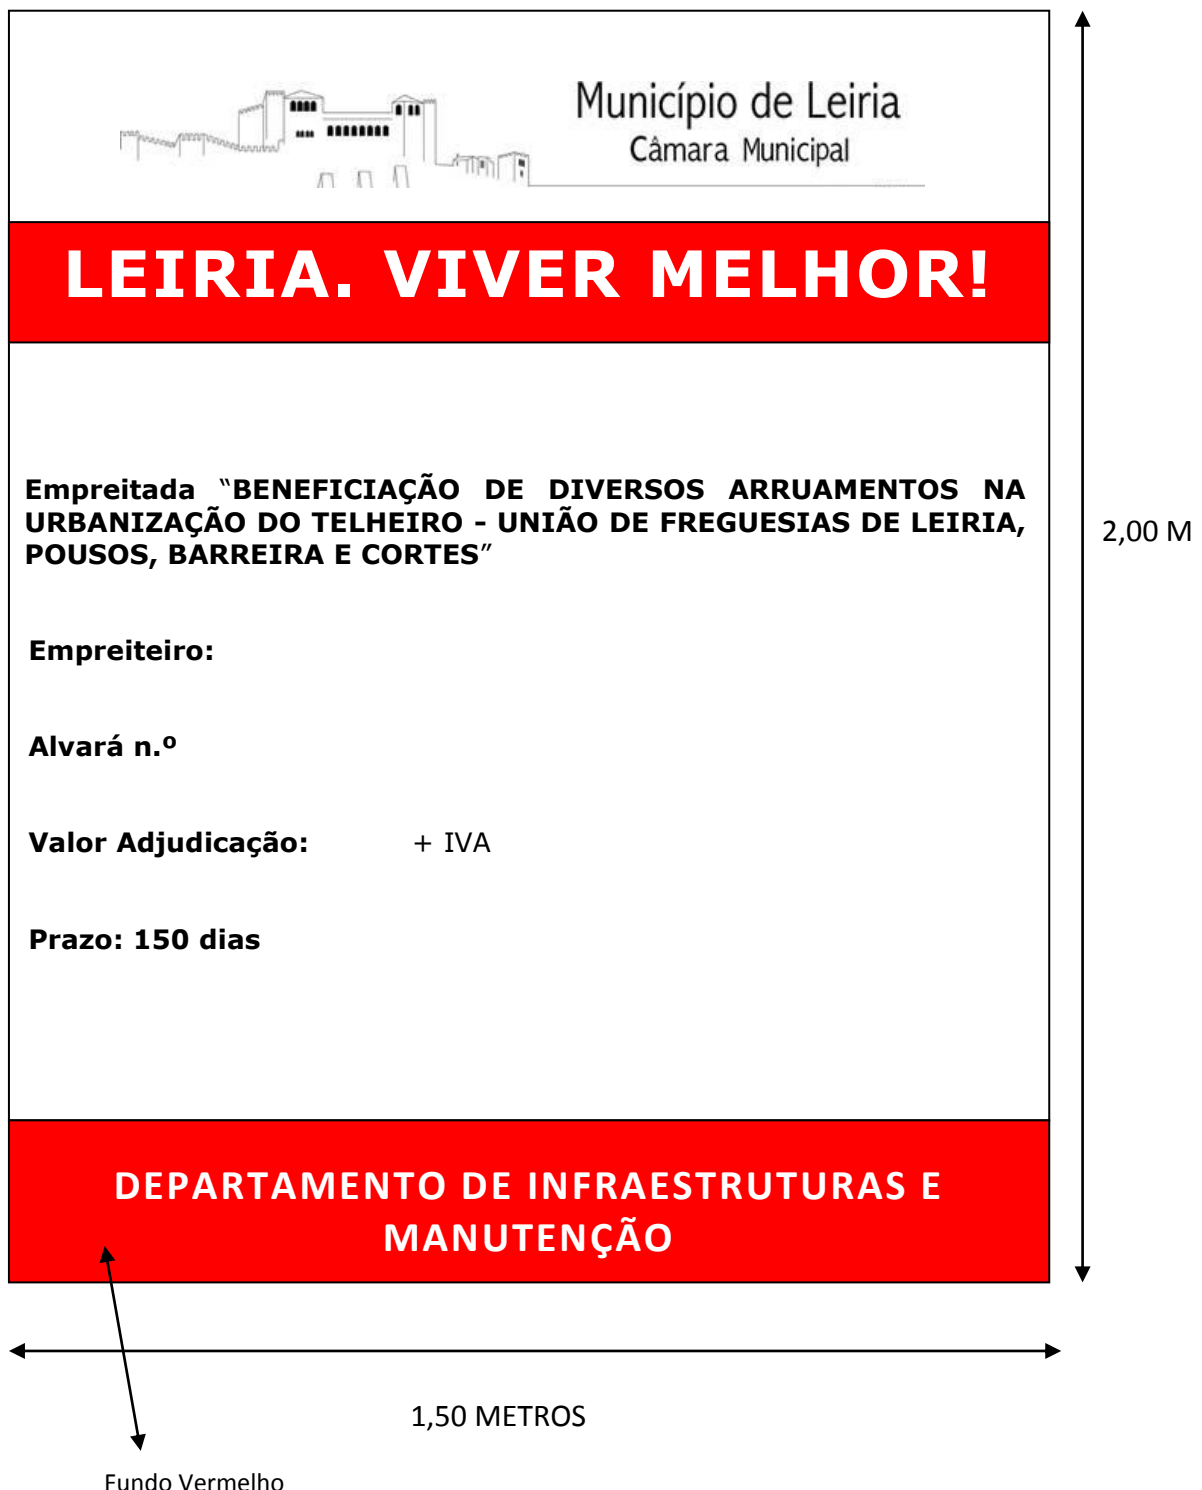 Município de Leiria
Câmara Municipal
LEIRIA. VIVER MELHOR!
Empreitada “BENEFICIAÇÃO DE DIVERSOS ARRUAMENTOS NA
URBANIZAÇÃO DO TELHEIRO - UNIÃO DE FREGUESIAS DE LEIRIA,
POUSOS, BARREIRA E CORTES”
2,00 M
Empreiteiro:
Alvará n.º
Valor Adjudicação: + IVA
Prazo: 150 dias
DEPARTAMENTO DE INFRAESTRUTURAS E
MANUTENÇÃO
1,50 METROS
Fundo Vermelho